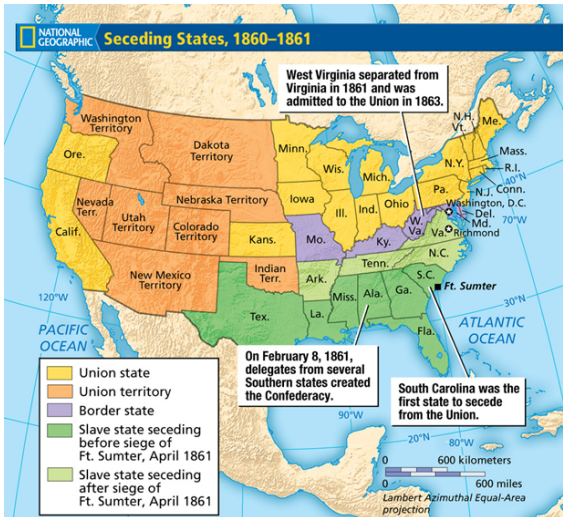 NATIONAL
GEOGRAPHIC
Seceding States, 1860–1861
West Virginia separated from
Virginia in 1861 and was
admitted to the Union in 1863.
Washington
Territory
Dakota
Territory
Minn.
N.H.
Vt.
Me.
Ore.
Wis.
Mich.
N.Y.
Mass.
R.I.
Conn.
40°N
Nevada
Terr.
Nebraska Territory
Iowa
Pa.
N.J.
Utah
Territory
Colorado
Territory
Ill.
Ind.
Ohio
Washington, D.C.
Del.
Md.
70°W
Calif.
Kans.
Mo.
Ky.
W.
Va.
Va.
Richmond
New Mexico
Territory
Indian
Terr.
Ark.
Tenn.
N.C.
S.C.
Ft. Sumter
120°W
Tex.
La.
Miss.
Ala.
Ga.
30°N
PACIFIC
OCEAN
Fla.
ATLANTIC
OCEAN
On February 8, 1861,
delegates from several
Southern states created
the Confederacy.
South Carolina was the
first state to secede
from the Union.
Union state
Union territory
Border state
Slave state seceding
before siege of
Ft. Sumter, April 1861
Slave state seceding
after siege of
Ft. Sumter, April 1861
90°W
20°N
80°W
0
600 kilometers
0
600 miles
Lambert Azimuthal Equal-Area
projection